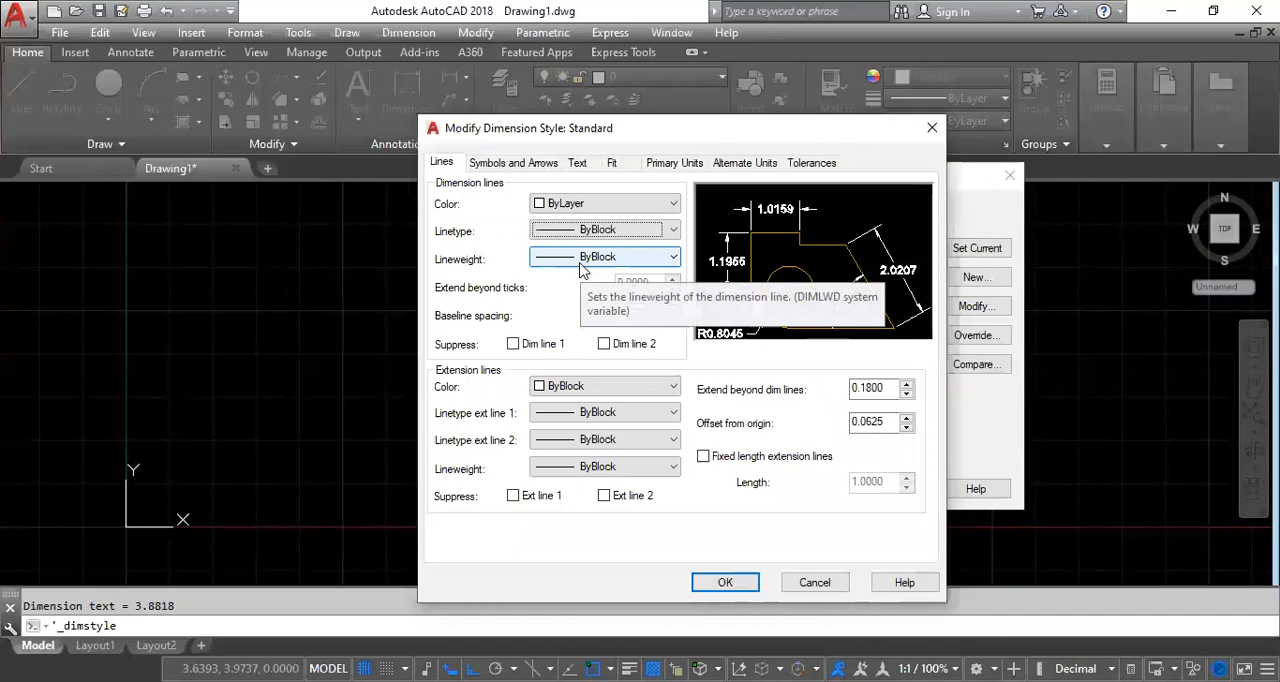 Autodesk AutoCAD 2018 Drawing1.dwg
Type a keyword or phrase
Sign In
File Edit View Insert Format Tools Draw Dimension Modify Parametric Express Window Help
Home Insert Annotate Parametric View Manage Output Add-ins A360 Featured Apps Express Tools
Text
0
ByLayer
ByLayer
Group
Draw
Modify
Groups
Start
Drawing1*
Modify Dimension Style: Standard
Lines Symbols and Arrows Text Fit Primary Units Alternate Units Tolerances
Dimension lines
Color: ByLayer
Linetype: ByBlock
Lineweight: ByBlock
Extend beyond ticks: 0.0000
Baseline spacing:
Suppress: Dim line 1 Dim line 2
1.0159
1.1955
2.0207
R0.8045
Sets the lineweight of the dimension line. (DIMLWD system
variable)
Extension lines
Color: ByBlock
Linetype ext line 1: ByBlock
Linetype ext line 2: ByBlock
Lineweight: ByBlock
Suppress: Ext line 1 Ext line 2
Extend beyond dim lines: 0.1800
Offset from origin: 0.0625
Fixed length extension lines
Length: 1.0000
OK Cancel Help
Set Current
New...
Modify...
Override...
Compare...
Help
N
W TOP E
S
Unnamed
Y
X
Dimension text = 3.8818
'_dimstyle
Model Layout1 Layout2
3.6393, 3.9737, 0.0000 MODEL 1:1 / 100% Decimal